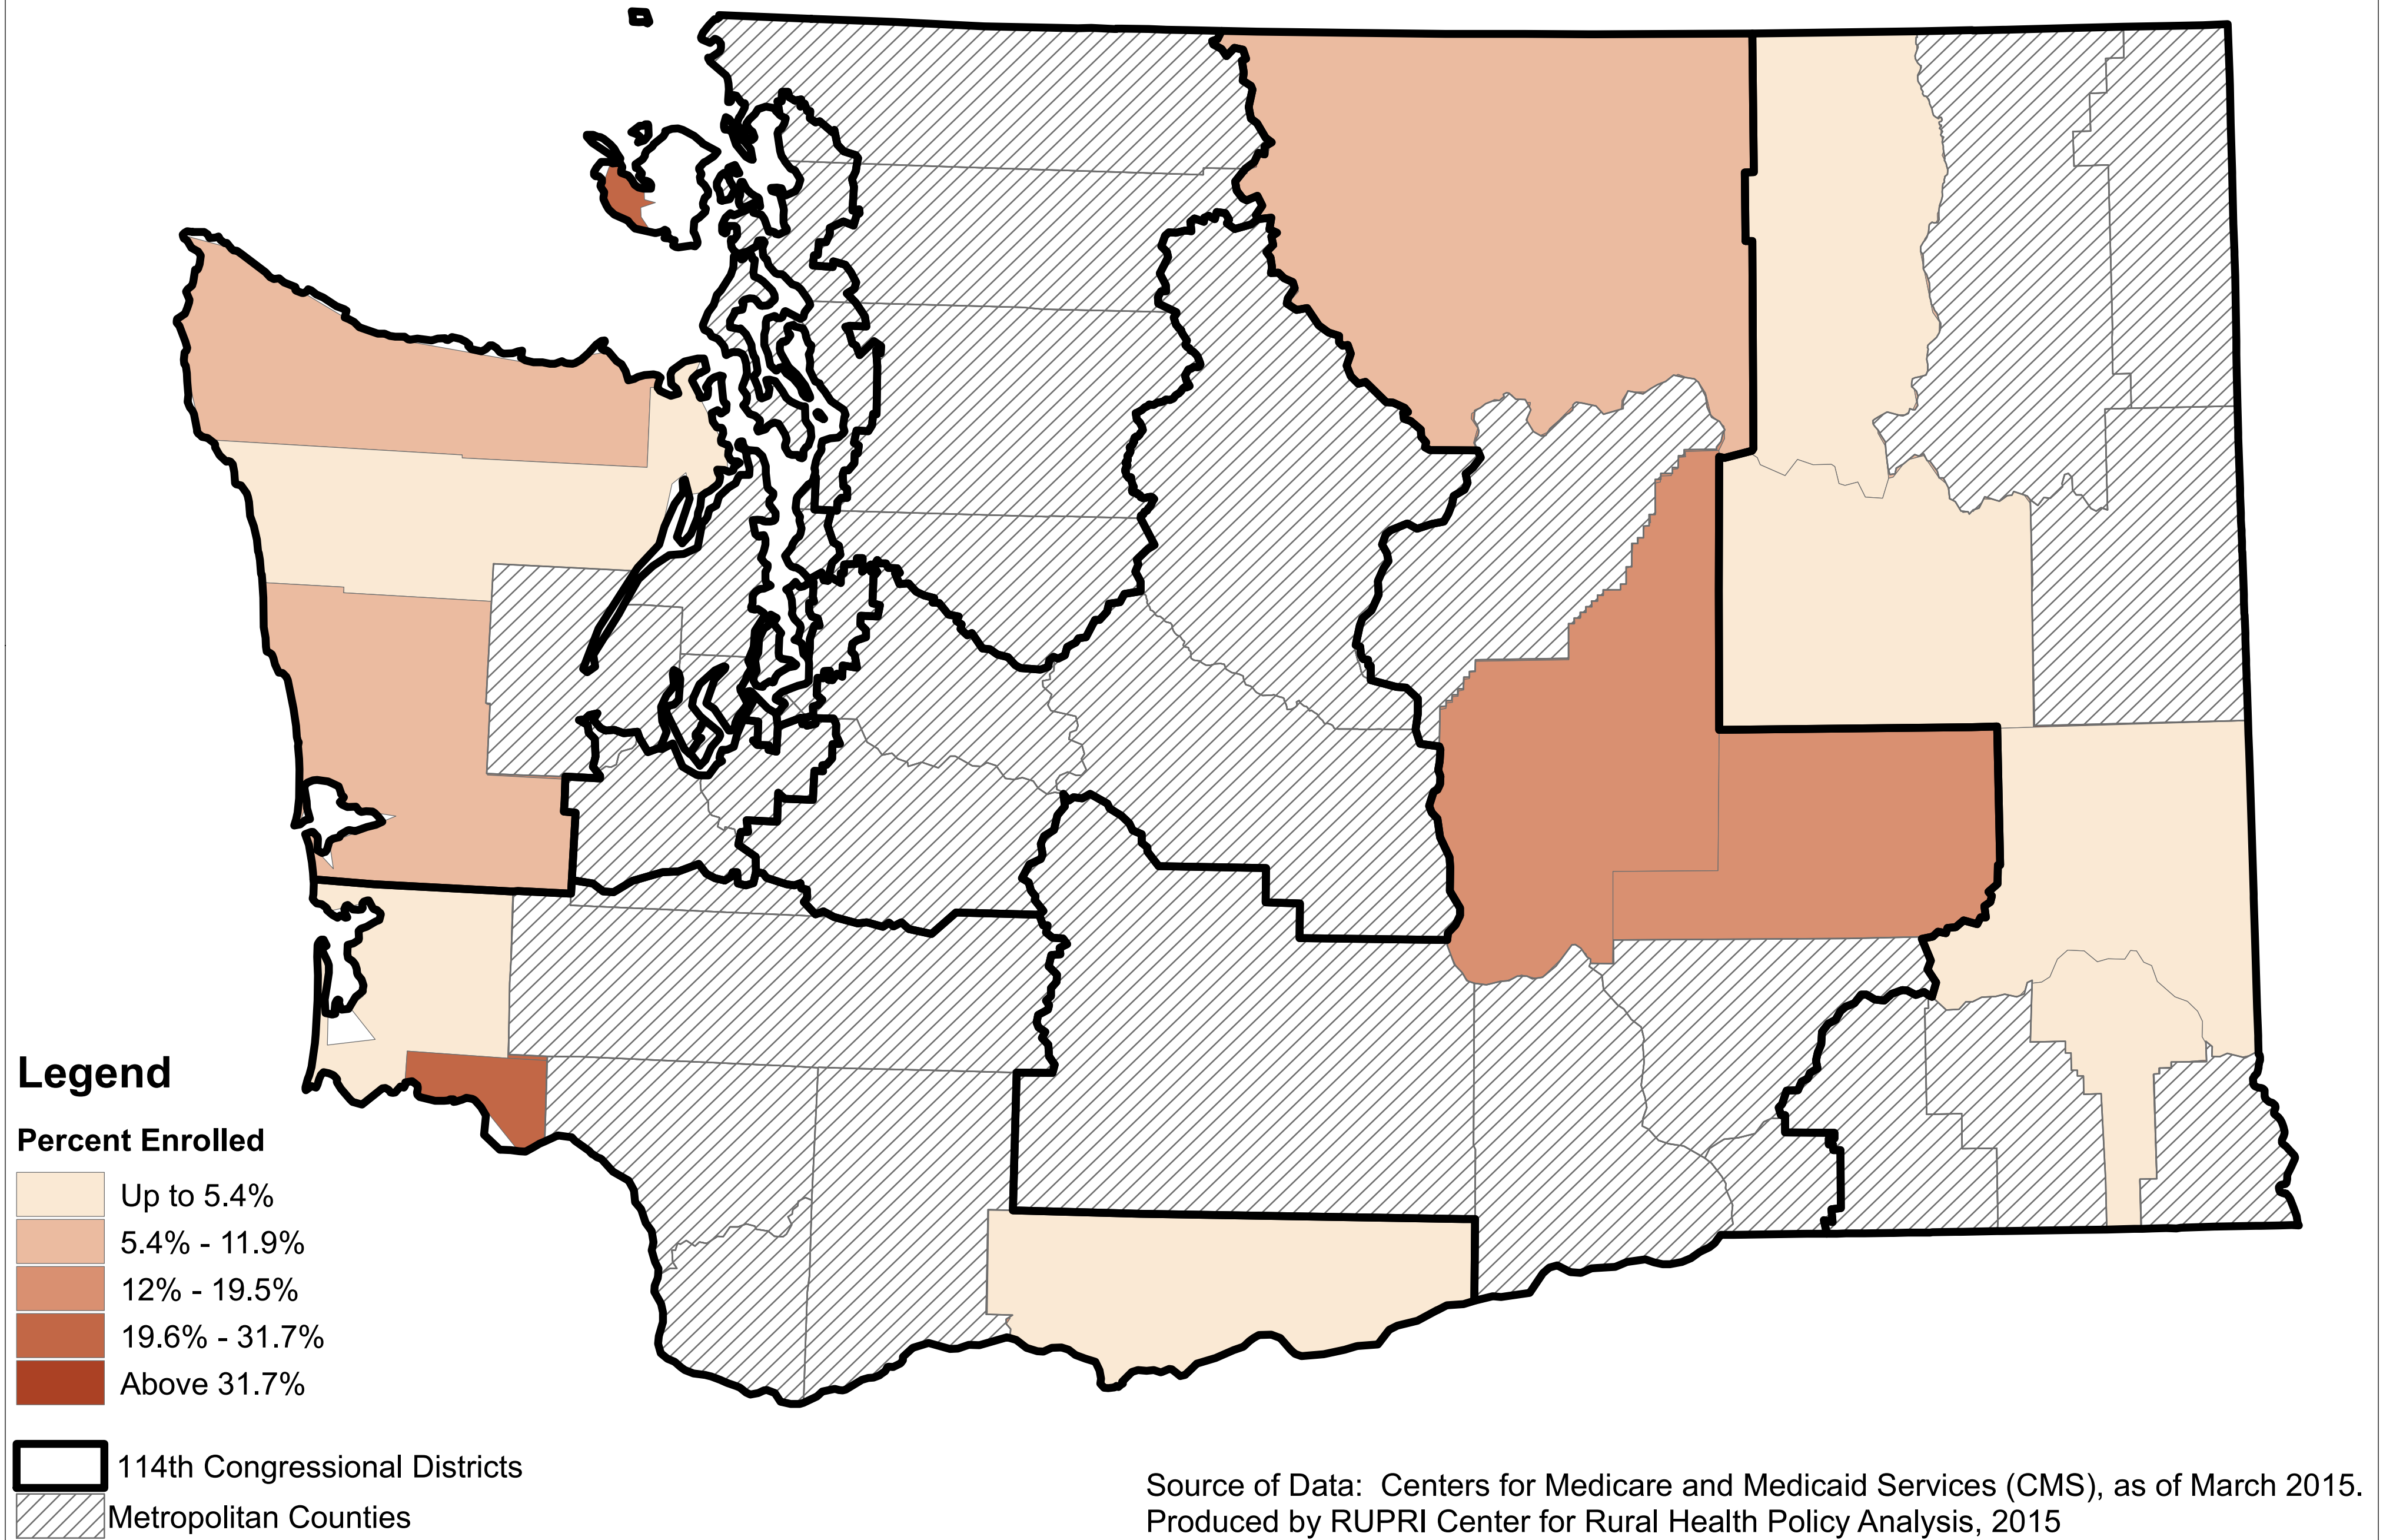 Legend
Percent Enrolled
Up to 5.4%
5.4% - 11.9%
12% - 19.5%
19.6% - 31.7%
Above 31.7%
114th Congressional Districts
Metropolitan Counties
Source of Data:  Centers for Medicare and Medicaid Services (CMS), as of March 2015.
Produced by RUPRI Center for Rural Health Policy Analysis, 2015